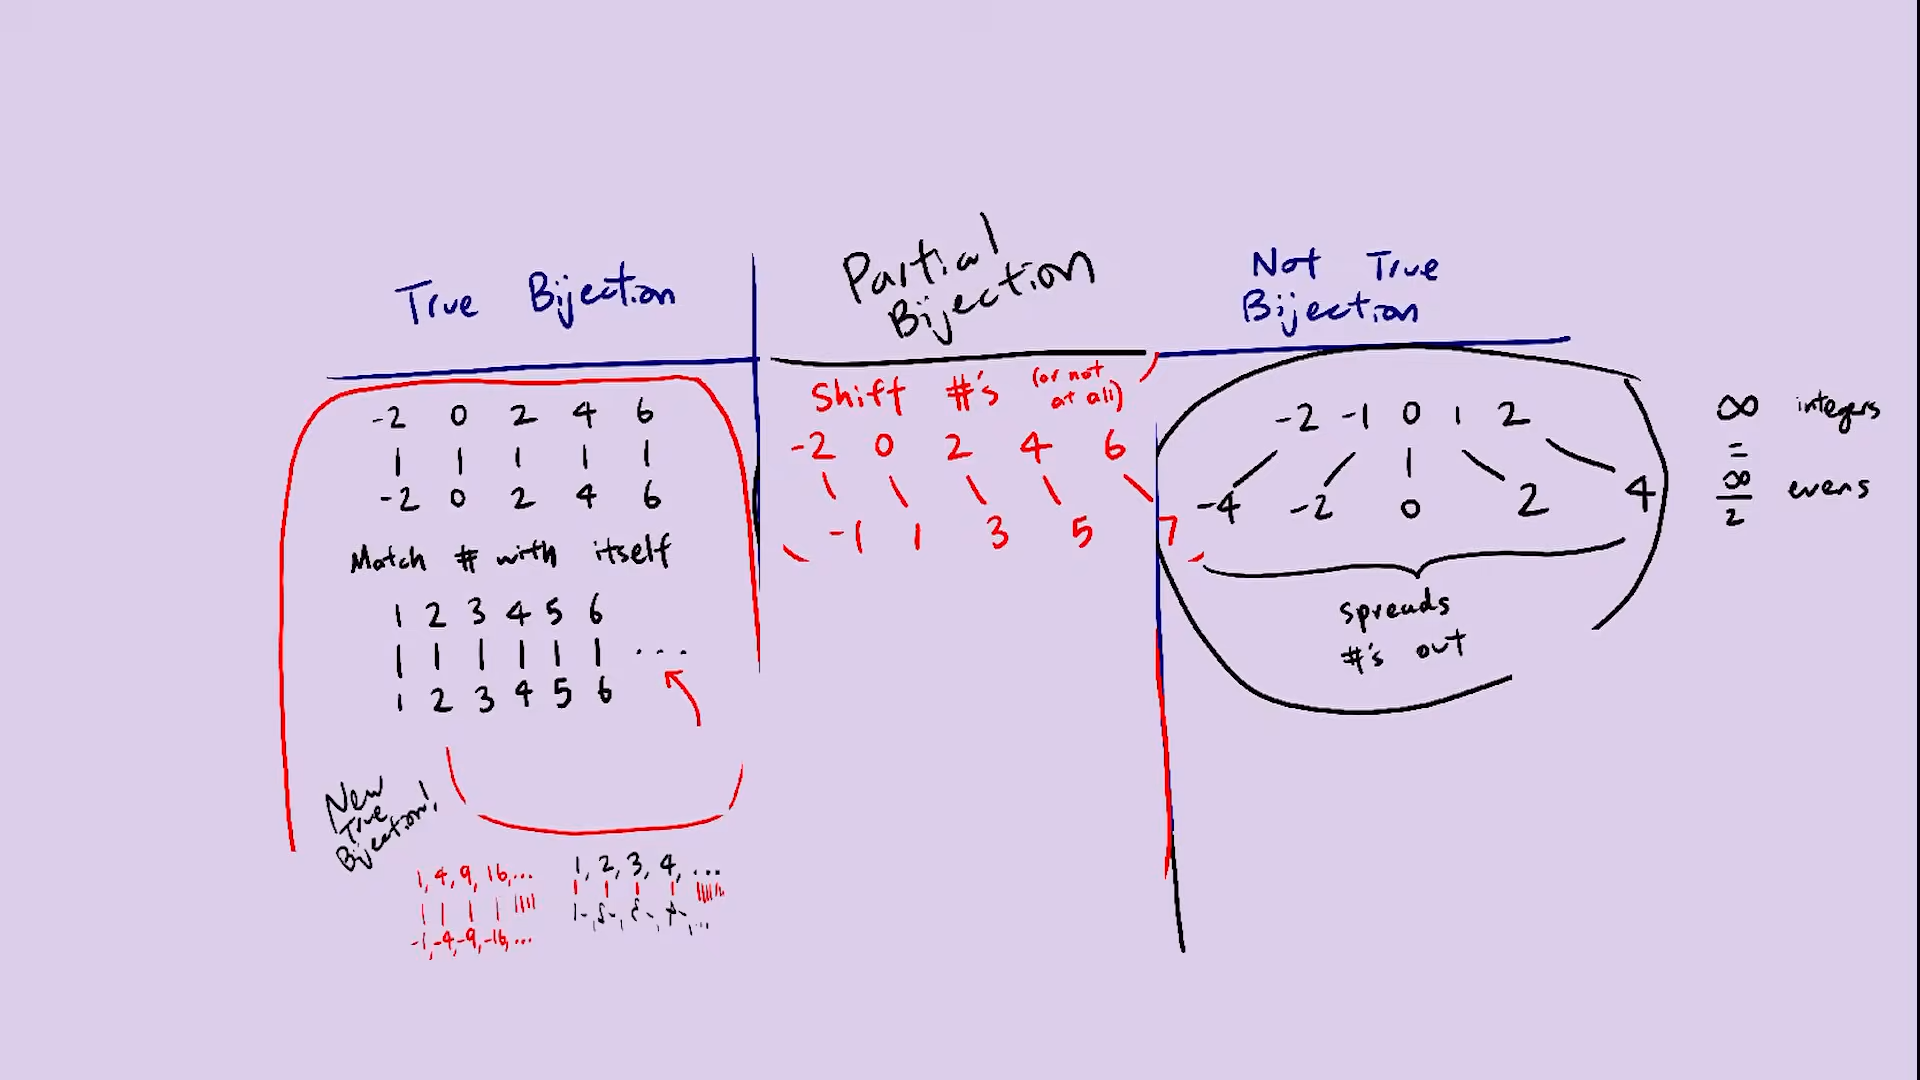 True Bijection
-2 0 2 4 6
-2 0 2 4 6
Match # with itself
1 2 3 4 5 6
...
1 2 3 4 5 6
New
True
Bijection!
1, 4, 9, 16, ...
-1, -4, -9, -16, ...
1, 2, 3, 4, ...
Partial
Bijection
Shift #'s (or not
at all)
-2 0 2 4 6
-1 1 3 5 7
Not True
Bijection
-2 -1 0 1 2
-4 -2 0 2 4
spreads
#'s out
∞ integers
=
∞
2
evens